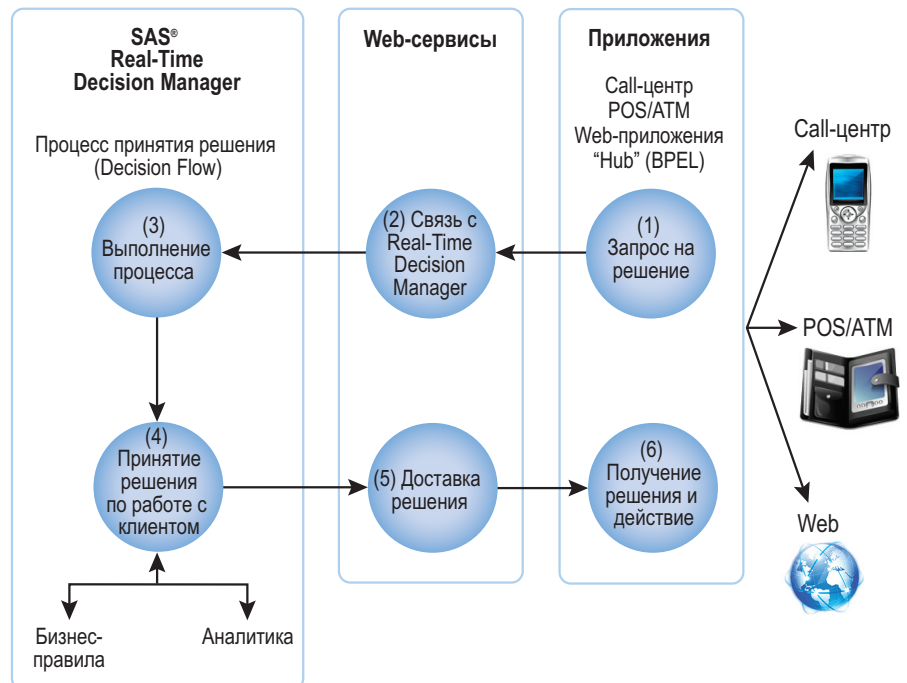 SAS®
Real-Time
Decision Manager
Процесс принятия решения
(Decision Flow)
(3)
Выполнение
процесса
(4)
Принятие
решения
по работе с
клиентом
Бизнес-
правила
Аналитика
Web-сервисы
(2) Связь с
Real-Time
Decision
Manager
(5) Доставка
решения
Приложения
Call-центр
POS/ATM
Web-приложения
“Hub” (BPEL)
(1)
Запрос на
решение
(6)
Получение
решения и
действие
Call-центр
POS/ATM
Web